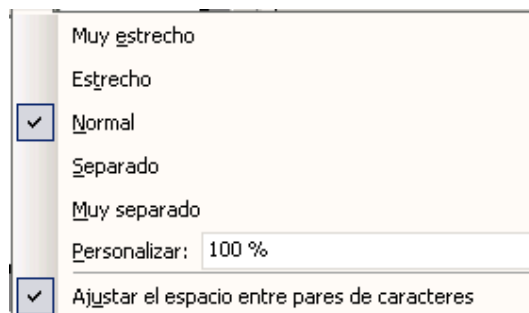 Muy estrecho
Estrecho
Normal
Separado
Muy separado
Personalizar: 100 %
Ajustar el espacio entre pares de caracteres